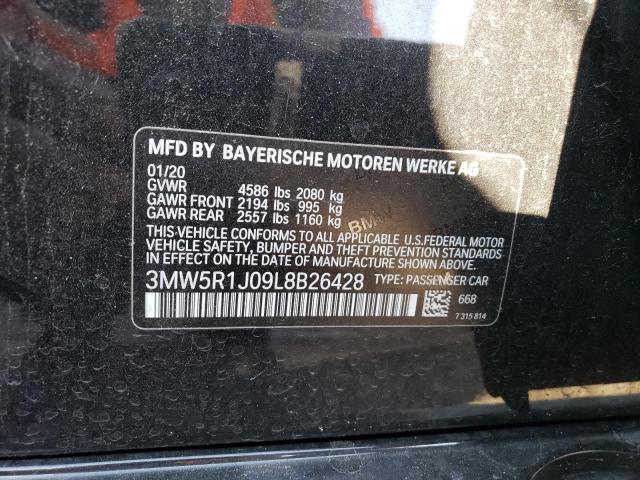 MFD BY BAYERISCHE MOTOREN WERKE AG
01/20
GVWR 4586 lbs 2080 kg
GAWR FRONT 2194 lbs 995 kg
GAWR REAR 2557 lbs 1160 kg
THIS VEHICLE CONFORMS TO ALL APPLICABLE U.S.FEDERAL MOTOR
VEHICLE SAFETY, BUMPER AND THEFT PREVENTION STANDARDS
IN EFFECT ON THE DATE OF MANUFACTURE SHOWN ABOVE.
3MW5R1J09L8B26428 TYPE: PASSENGER CAR
668
7 315 814
BMW